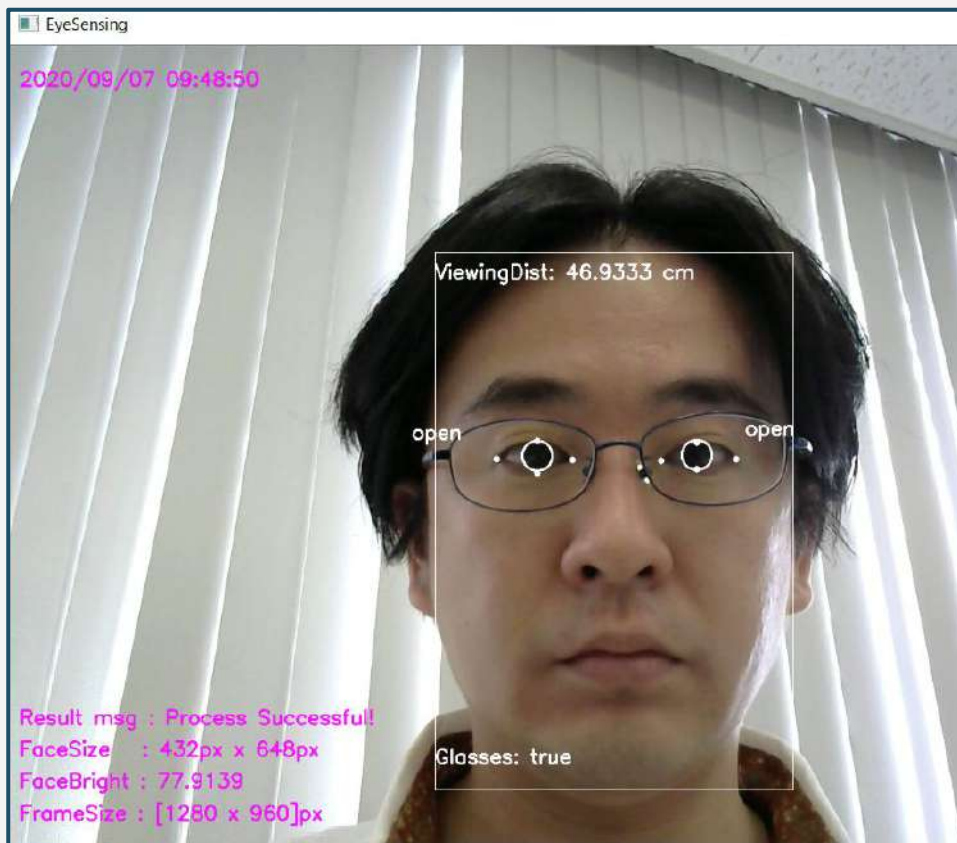 EyeSensing
2020/09/07 09:48:50
ViewingDist: 46.9333 cm
open
open
Result msg : Process Successful!
FaceSize : 432px x 648px
Glasses: true
FaceBright : 77.9139
FrameSize : [1280 x 960]px